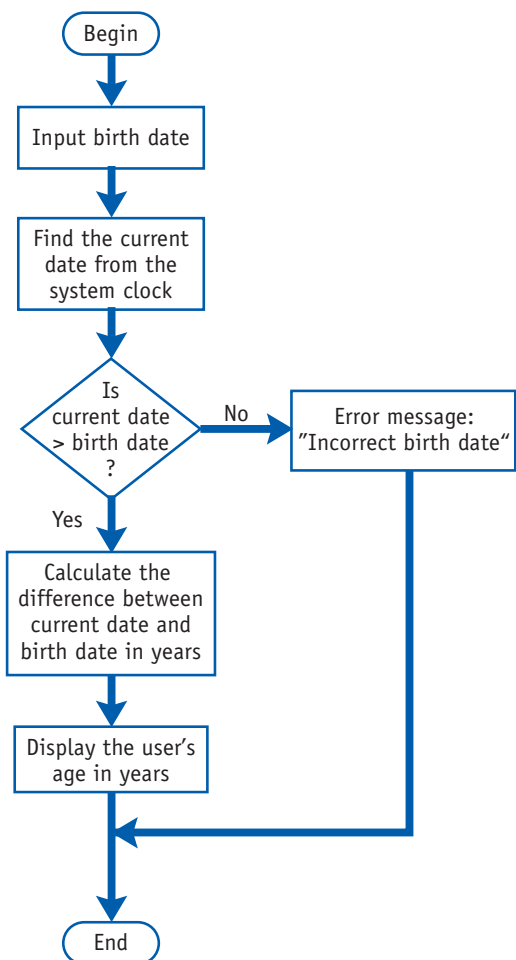 Begin
Input birth date
Find the current
date from the
system clock
Is
current date
> birth date
?
No
Error message:
"Incorrect birth date“
Yes
Calculate the
difference between
current date and
birth date in years
Display the user’s
age in years
End